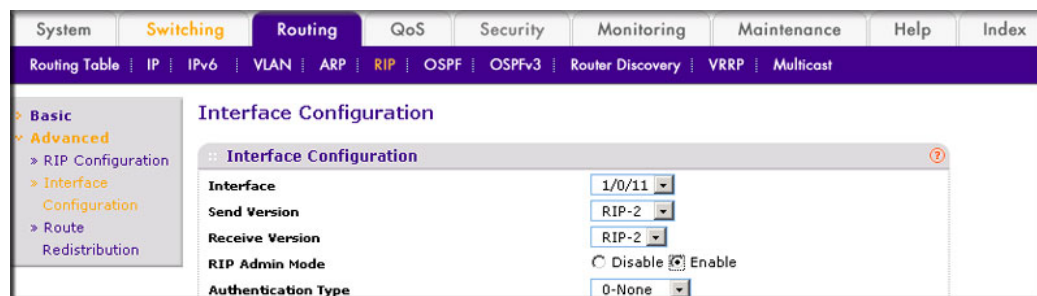 System Switching Routing QoS Security Monitoring Maintenance Help Index
Routing Table | IP | IPv6 | VLAN | ARP | RIP | OSPF | OSPFv3 | Router Discovery | VRRP | Multicast
Basic
Advanced
» RIP Configuration
» Interface
Configuration
» Route
Redistribution
Interface Configuration
:: Interface Configuration ?
Interface 1/0/11
Send Version RIP-2
Receive Version RIP-2
RIP Admin Mode Disable Enable
Authentication Type 0-None